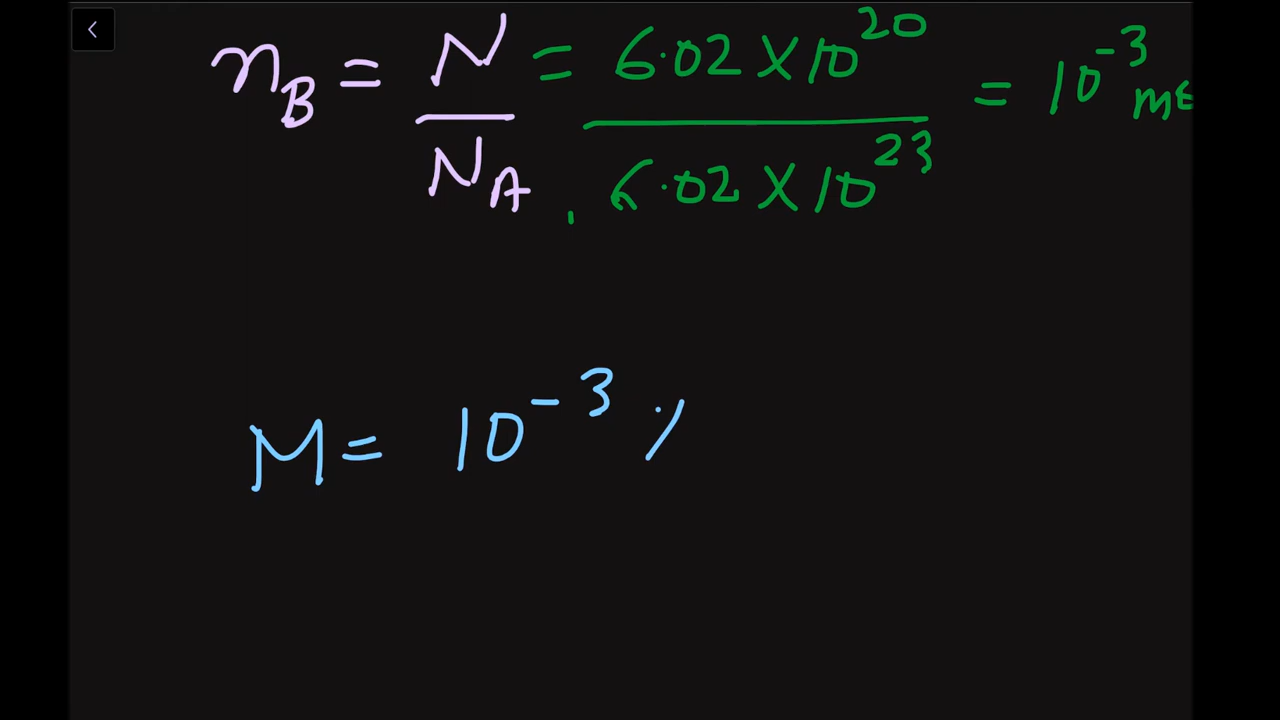 n_B = N/N_A = 6.02 X 10^20 / 6.02 X 10^23 = 10^-3
M = 10^-3